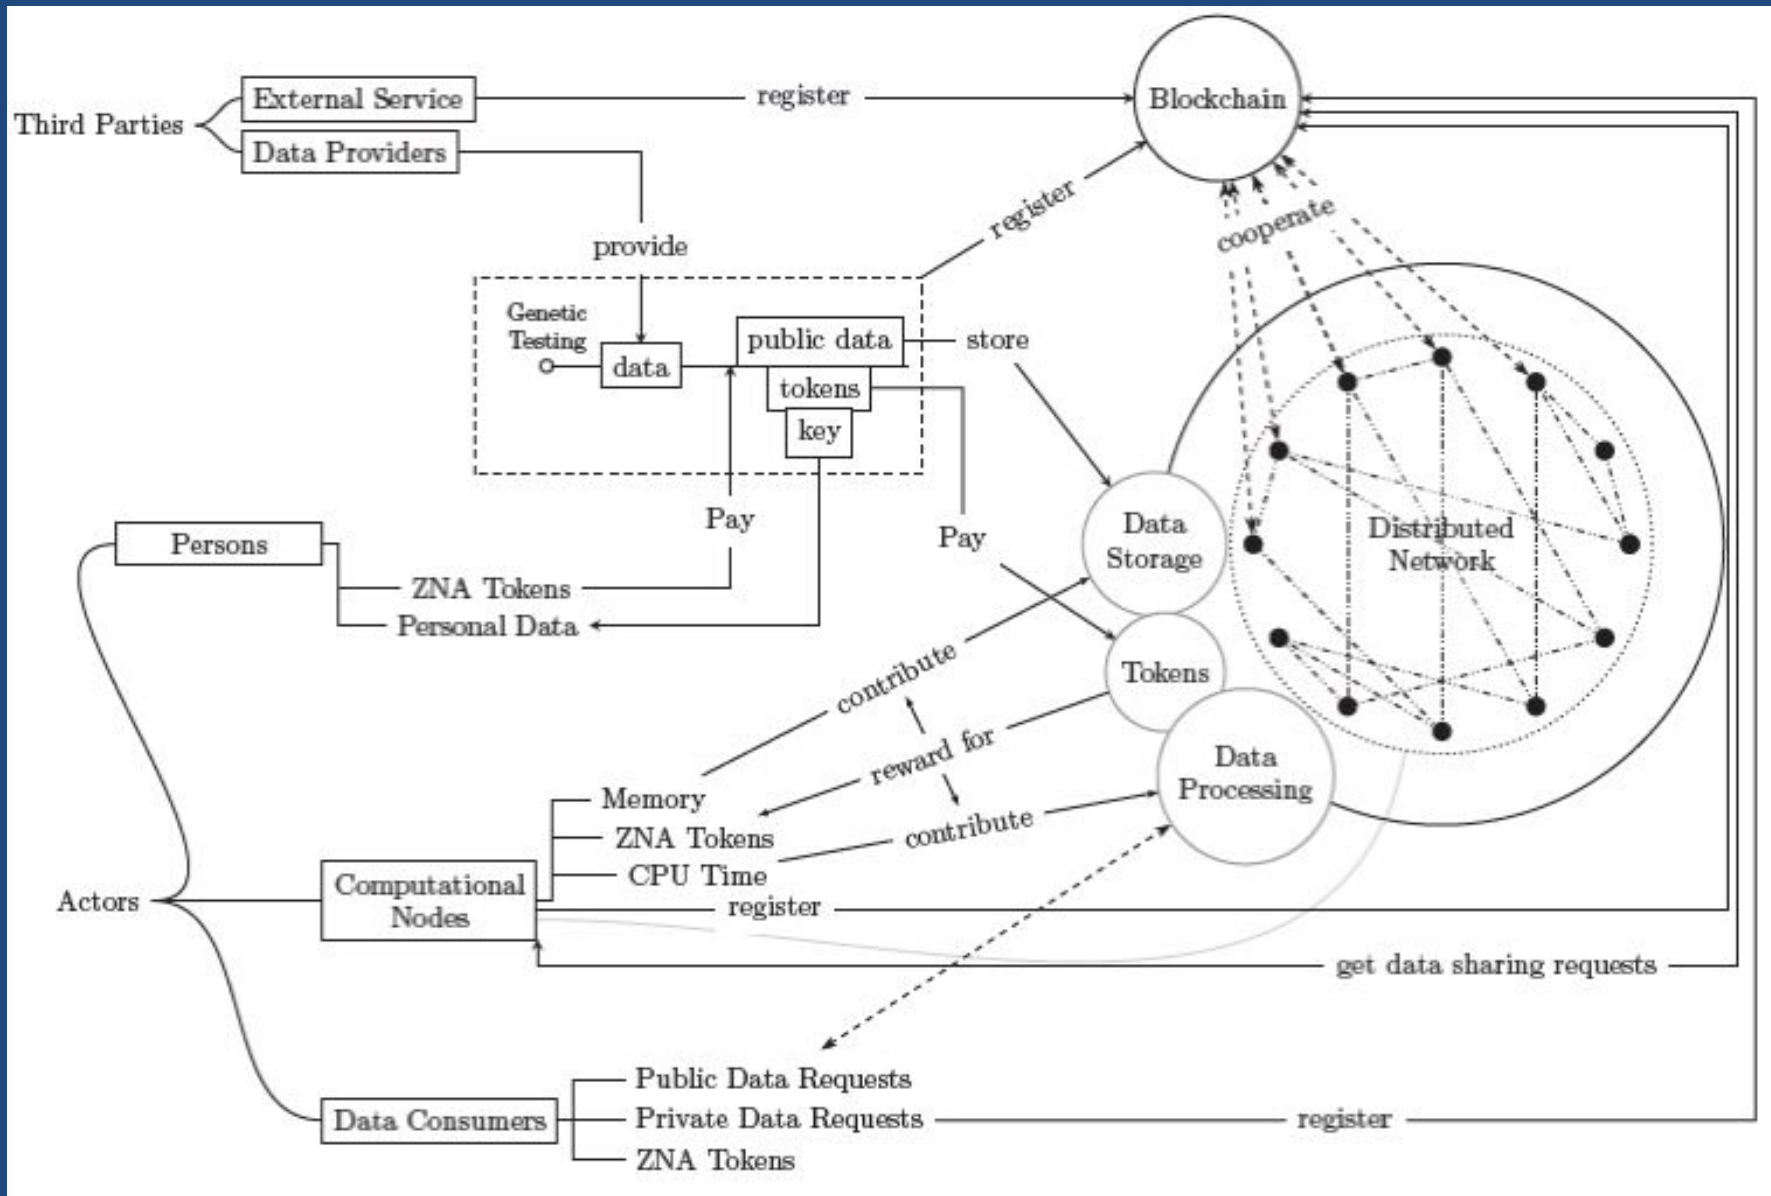 External Service
register
Blockchain
Third Parties
Data Providers
register
cooperate
provide
Genetic
Testing
public data
store
data
tokens
key
Pay
Pay
Data
Storage
Distributed
Network
Persons
ZNA Tokens
Personal Data
contribute
Tokens
reward for
Data
Processing
Memory
ZNA Tokens
contribute
CPU Time
Computational
Nodes
Actors
register
get data sharing requests
Public Data Requests
Data Consumers
Private Data Requests
register
ZNA Tokens